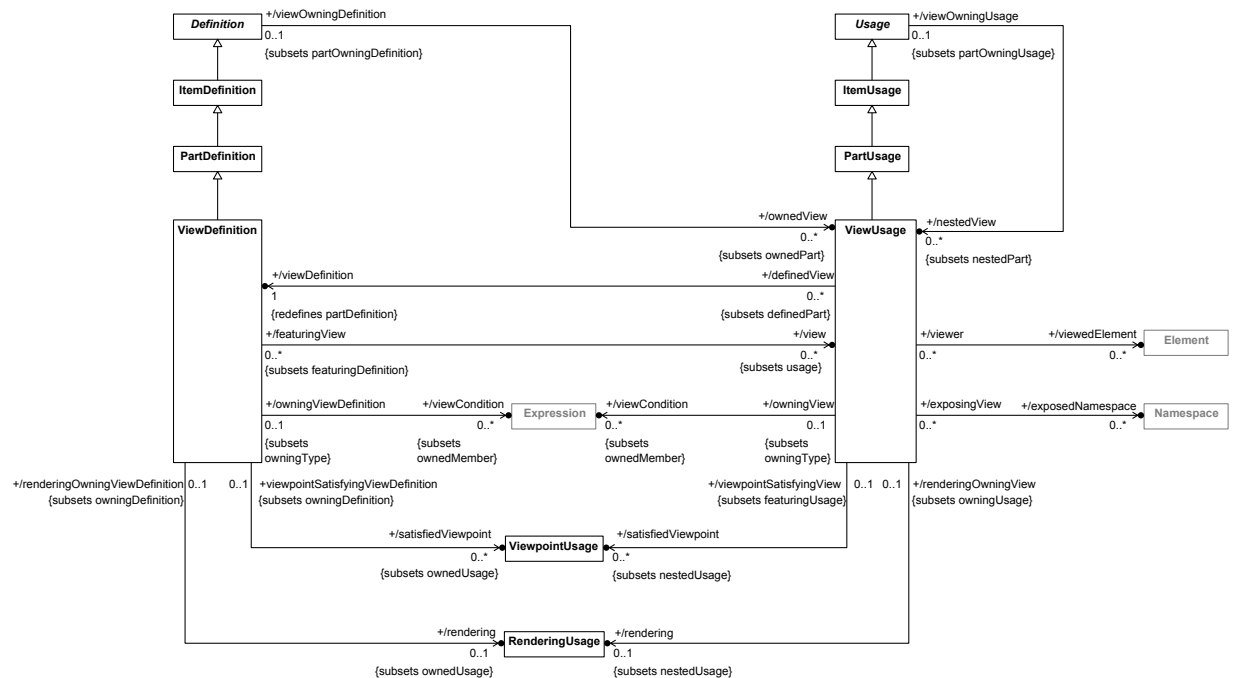 Definition
+/viewOwningDefinition
0..1
{subsets partOwningDefinition}
Usage
+/viewOwningUsage
0..1
{subsets partOwningUsage}
ItemDefinition
ItemUsage
PartDefinition
PartUsage
ViewDefinition
+/ownedView
0..*
{subsets ownedPart}
ViewUsage
+/nestedView
0..*
{subsets nestedPart}
+/viewDefinition
1
{redefines partDefinition}
+/definedView
0..*
{subsets definedPart}
+/featuringView
0..*
{subsets featuringDefinition}
+/view
0..*
{subsets usage}
+/viewer
0..*
+/viewedElement
0..*
Element
+/owningViewDefinition
0..1
{subsets
owningType}
+/viewCondition
0..*
{subsets
ownedMember}
Expression
+/viewCondition
0..*
{subsets
ownedMember}
+/owningView
0..1
{subsets
owningType}
+/exposingView
0..*
+/exposedNamespace
0..*
Namespace
+/renderingOwningViewDefinition
0..1
{subsets owningDefinition}
0..1
+/viewpointSatisfyingViewDefinition
{subsets owningDefinition}
+/viewpointSatisfyingView
0..1
{subsets featuringUsage}
0..1
+/renderingOwningView
{subsets owningUsage}
+/satisfiedViewpoint
0..*
{subsets ownedUsage}
ViewpointUsage
+/satisfiedViewpoint
0..*
{subsets nestedUsage}
+/rendering
0..1
{subsets ownedUsage}
RenderingUsage
+/rendering
0..1
{subsets nestedUsage}